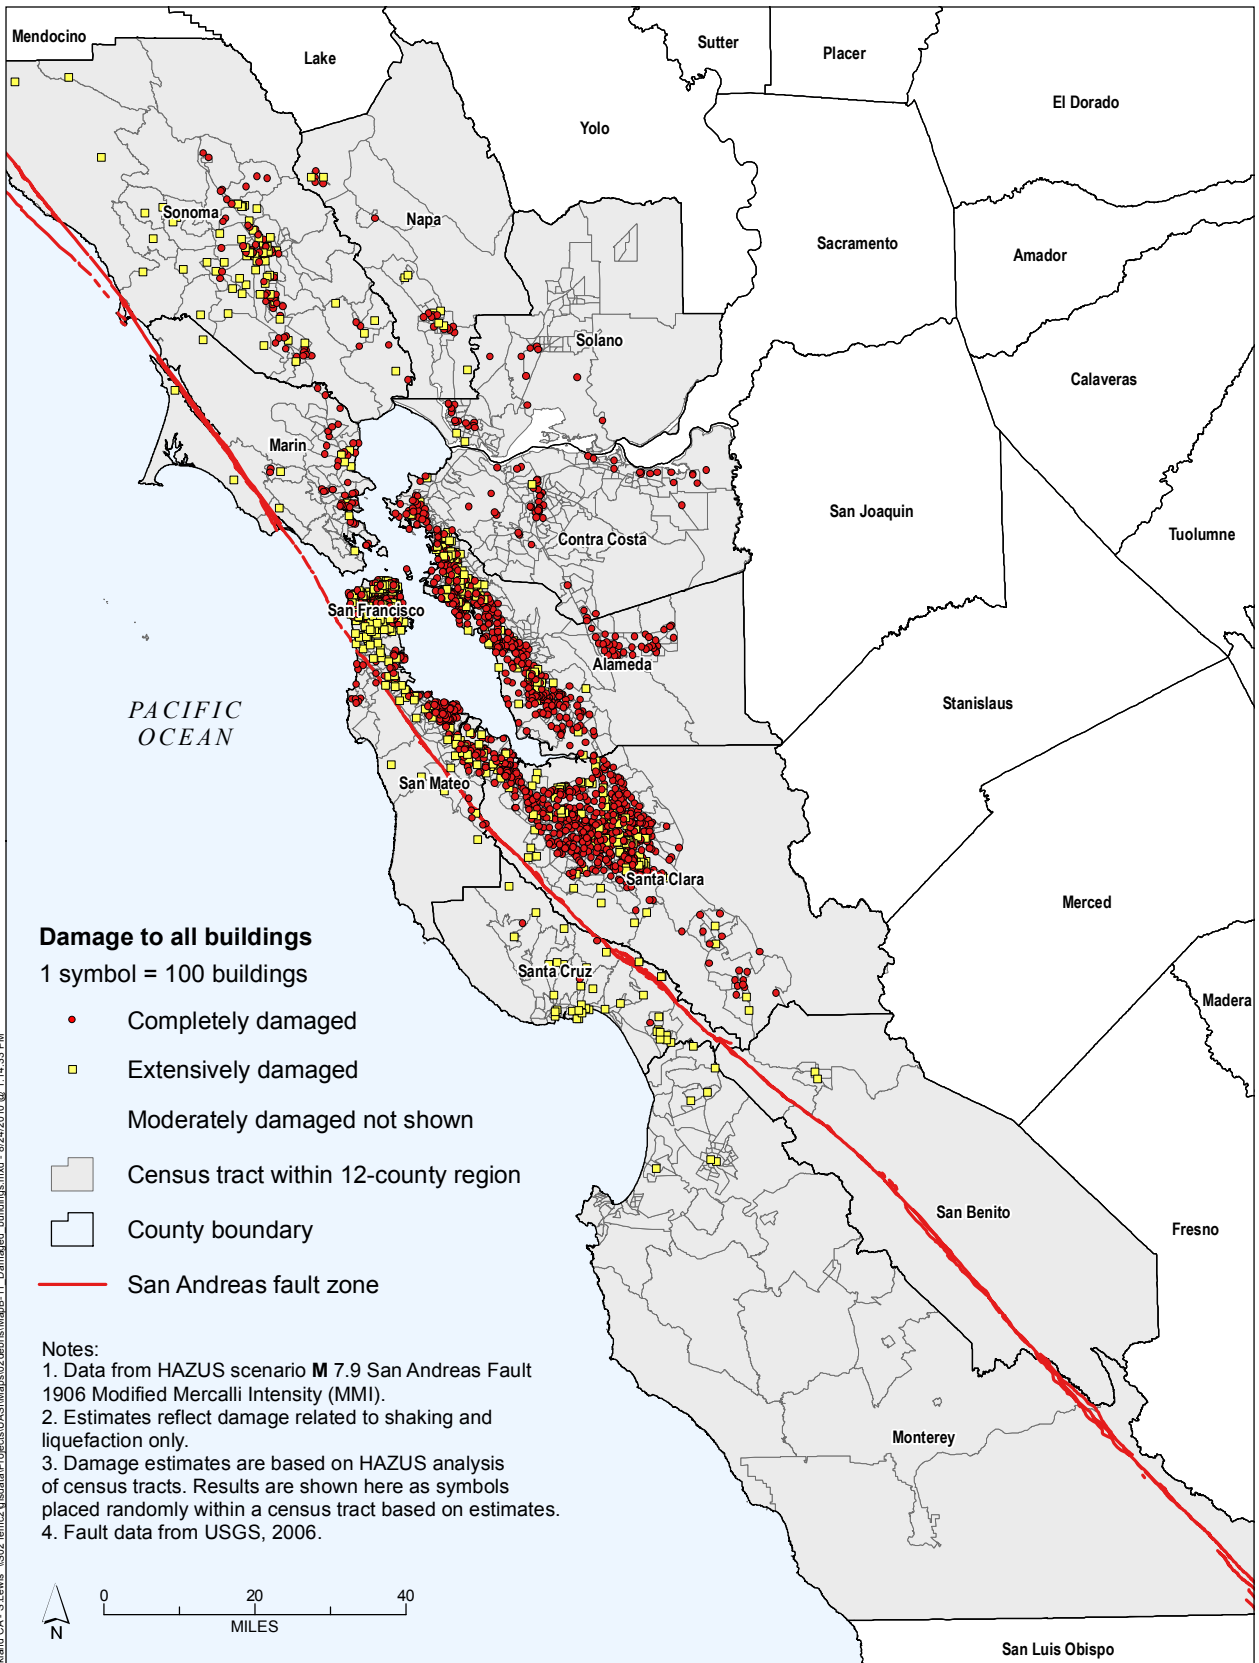 Mendocino
Lake
Sutter
Placer
El Dorado
Yolo
Sonoma
Napa
Sacramento
Amador
Solano
Calaveras
Marin
San Joaquin
Contra Costa
Tuolumne
San Francisco
Alameda
Stanislaus
PACIFIC
OCEAN
San Mateo
Santa Clara
Merced
Santa Cruz
Madera
San Benito
Fresno
Monterey
San Luis Obispo
Damage to all buildings
1 symbol = 100 buildings
Completely damaged
Extensively damaged
Moderately damaged not shown
Census tract within 12-county region
County boundary
San Andreas fault zone
Notes:
1. Data from HAZUS scenario M 7.9 San Andreas Fault
1906 Modified Mercalli Intensity (MMI).
2. Estimates reflect damage related to shaking and
liquefaction only.
3. Damage estimates are based on HAZUS analysis
of census tracts. Results are shown here as symbols
placed randomly within a census tract based on estimates.
4. Fault data from USGS, 2006.
0 20 40
MILES
N